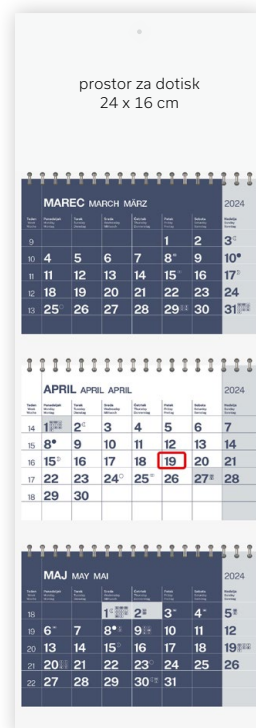 prostor za dotisk
24 x 16 cm
MAREC MARCH MÄRZ 2024
9 1 2 3
10 4 5 6 7 8 9 10
11 11 12 13 14 15 16 17
12 18 19 20 21 22 23 24
13 25 26 27 28 29 30 31
APRIL APRIL APRIL 2024
14 1 2 3 4 5 6 7
15 8 9 10 11 12 13 14
16 15 16 17 18 19 20 21
17 22 23 24 25 26 27 28
18 29 30
MAJ MAY MAI 2024
18 1 2 3 4 5
19 6 7 8 9 10 11 12
20 13 14 15 16 17 18 19
21 20 21 22 23 24 25 26
22 27 28 29 30 31